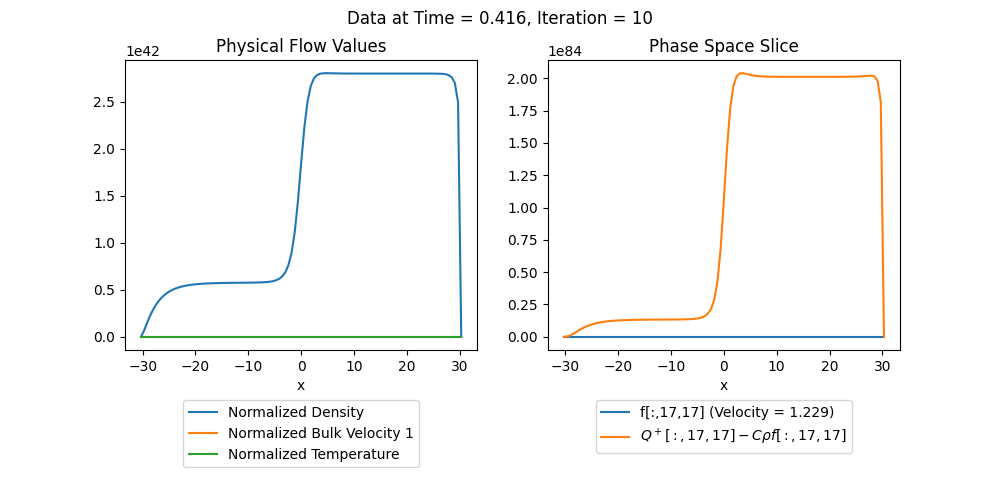 Data at Time = 0.416, Iteration = 10
Physical Flow Values
1e42
2.5
2.0
1.5
1.0
0.5
0.0
−30
−20
−10
0
10
20
30
x
Normalized Density
Normalized Bulk Velocity 1
Normalized Temperature
Phase Space Slice
1e84
2.00
1.75
1.50
1.25
1.00
0.75
0.50
0.25
0.00
−30
−20
−10
0
10
20
30
x
f[:,17,17] (Velocity = 1.229)
Q⁺[:, 17, 17] − Cρf[:, 17, 17]